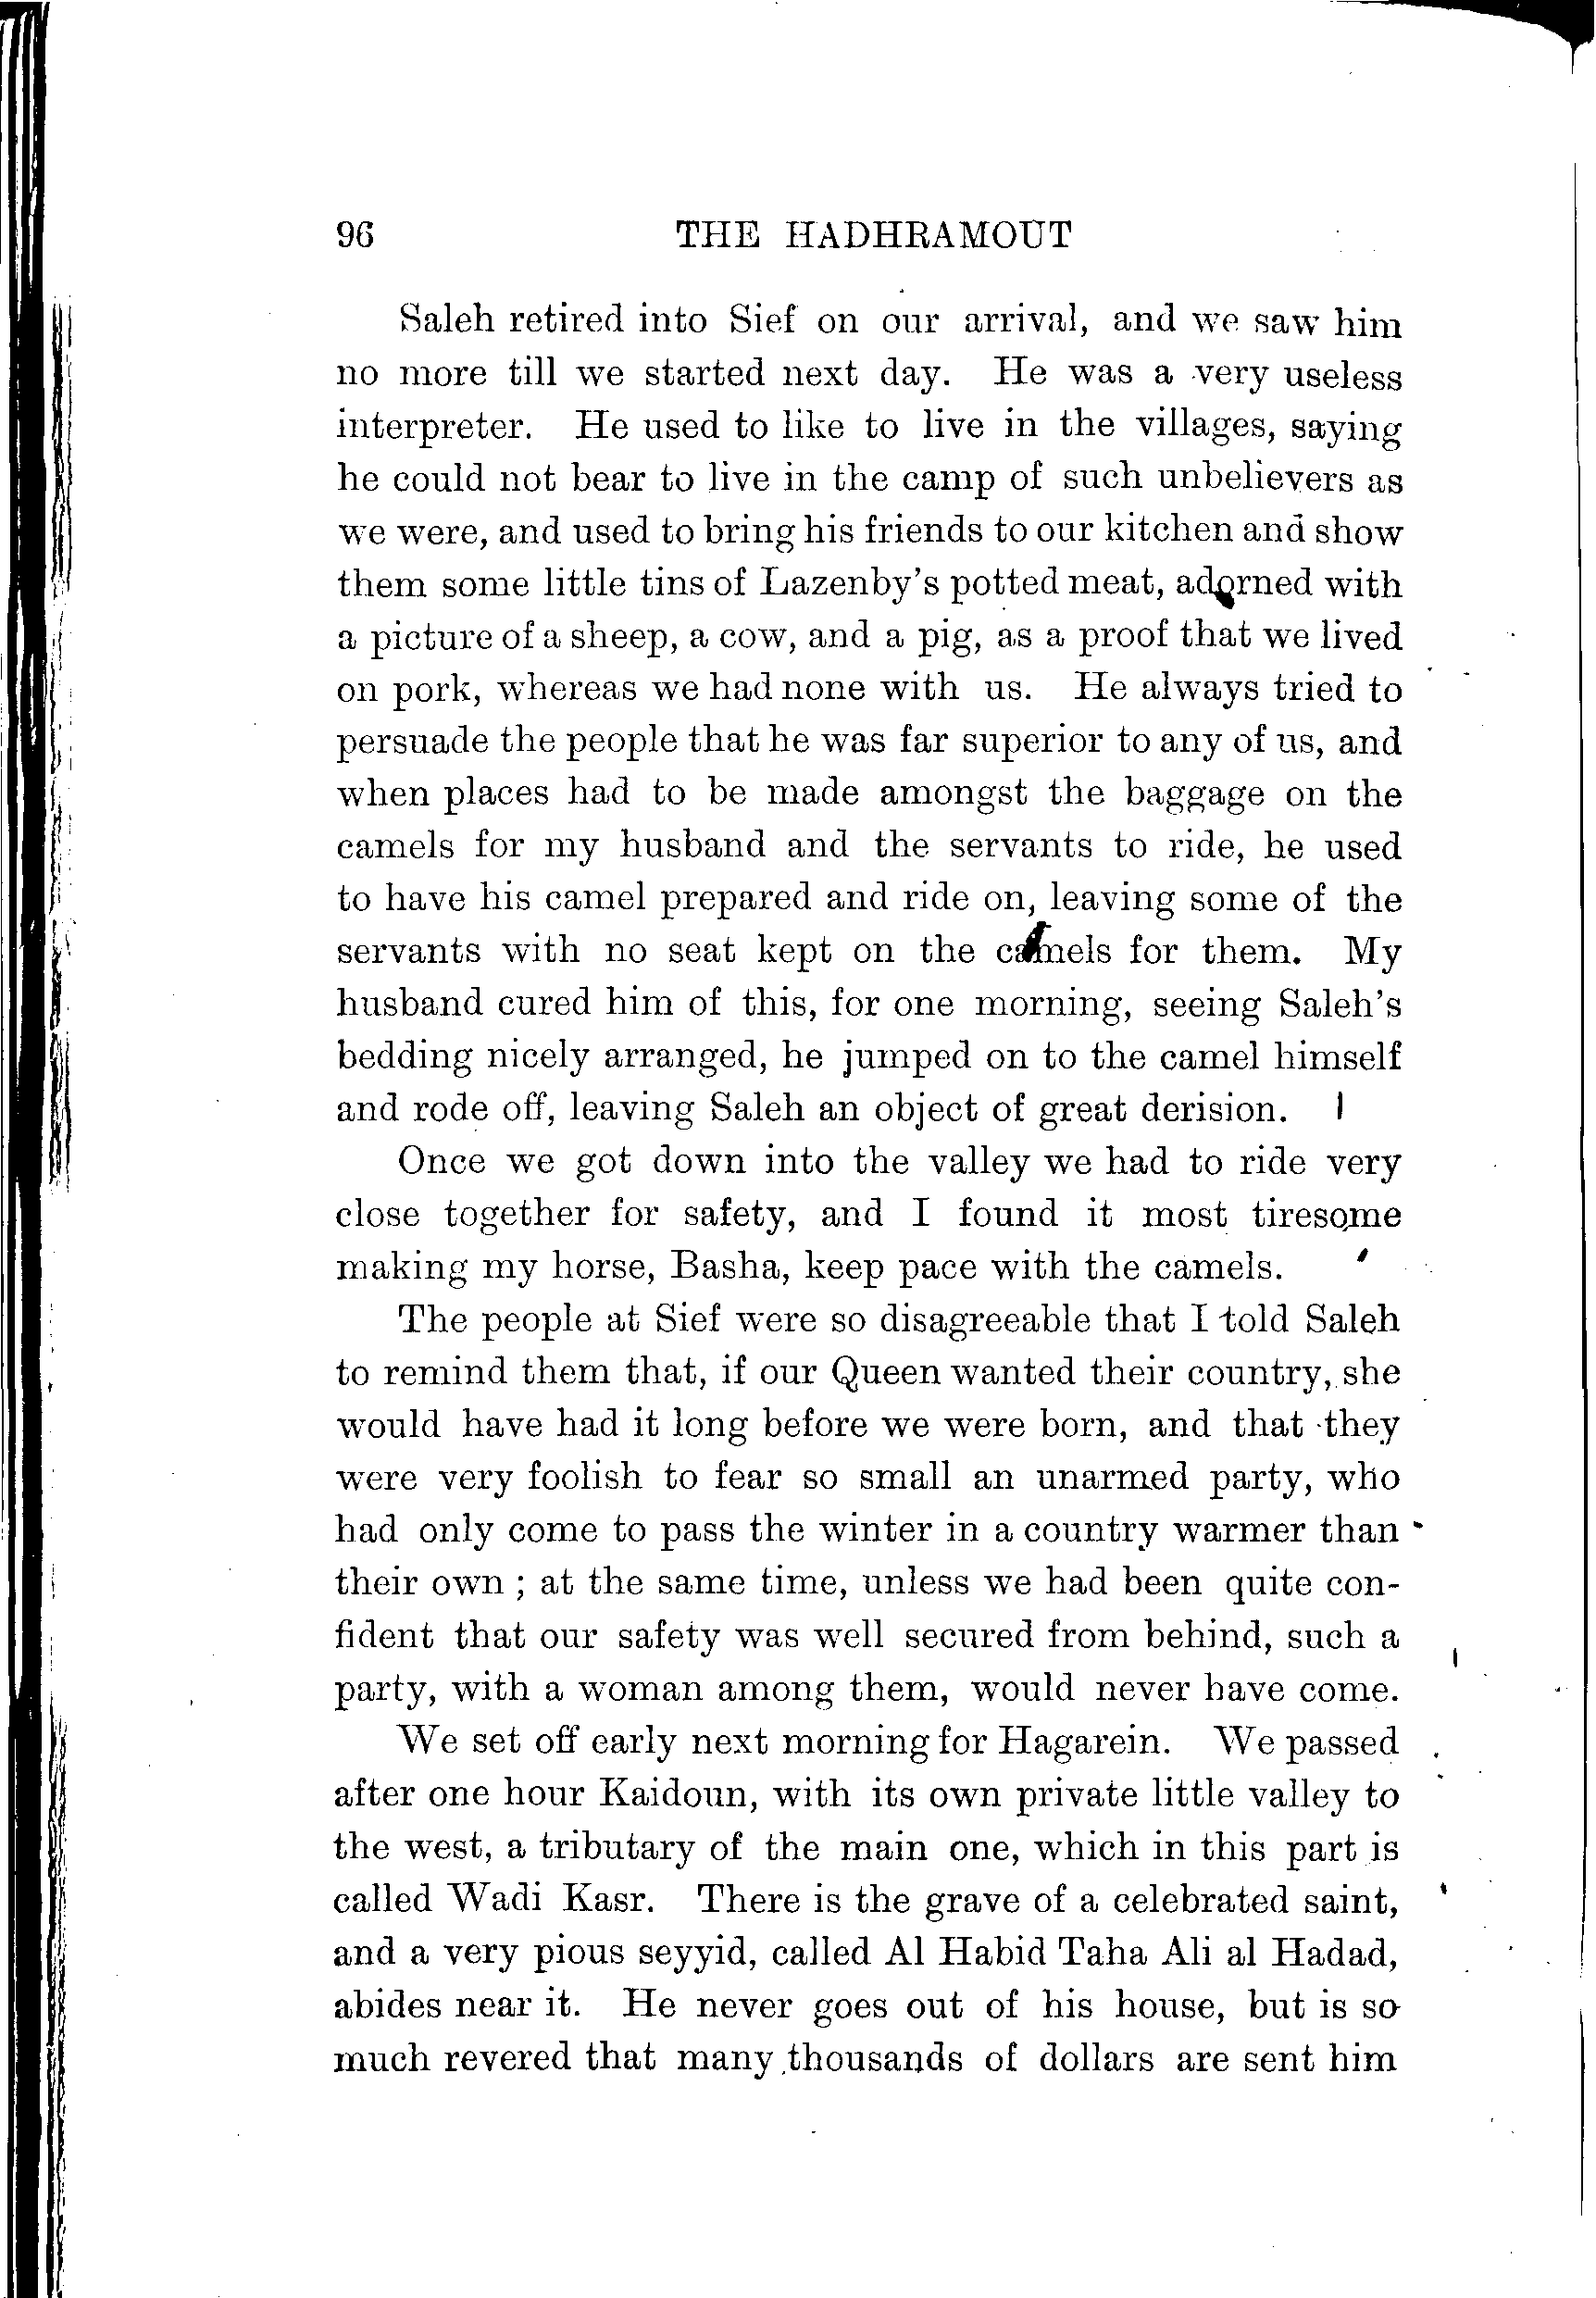 96 THE HADHRAMOUT
Saleh retired into Sief on our arrival, and we saw him
no more till we started next day. He was a very useless
interpreter. He used to like to live in the villages, saying
he could not bear to live in the camp of such unbelievers as
we were, and used to bring his friends to our kitchen and show
them some little tins of Lazenby's potted meat, adorned with
a picture of a sheep, a cow, and a pig, as a proof that we lived
on pork, whereas we had none with us. He always tried to
persuade the people that he was far superior to any of us, and
when places had to be made amongst the baggage on the
camels for my husband and the servants to ride, he used
to have his camel prepared and ride on, leaving some of the
servants with no seat kept on the camels for them. My
husband cured him of this, for one morning, seeing Saleh's
bedding nicely arranged, he jumped on to the camel himself
and rode off, leaving Saleh an object of great derision.
Once we got down into the valley we had to ride very
close together for safety, and I found it most tiresome
making my horse, Basha, keep pace with the camels.
The people at Sief were so disagreeable that I told Saleh
to remind them that, if our Queen wanted their country, she
would have had it long before we were born, and that they
were very foolish to fear so small an unarmed party, who
had only come to pass the winter in a country warmer than
their own ; at the same time, unless we had been quite con-
fident that our safety was well secured from behind, such a
party, with a woman among them, would never have come.
We set off early next morning for Hagarein. We passed
after one hour Kaidoun, with its own private little valley to
the west, a tributary of the main one, which in this part is
called Wadi Kasr. There is the grave of a celebrated saint,
and a very pious seyyid, called Al Habid Taha Ali al Hadad,
abides near it. He never goes out of his house, but is so
much revered that many thousands of dollars are sent him